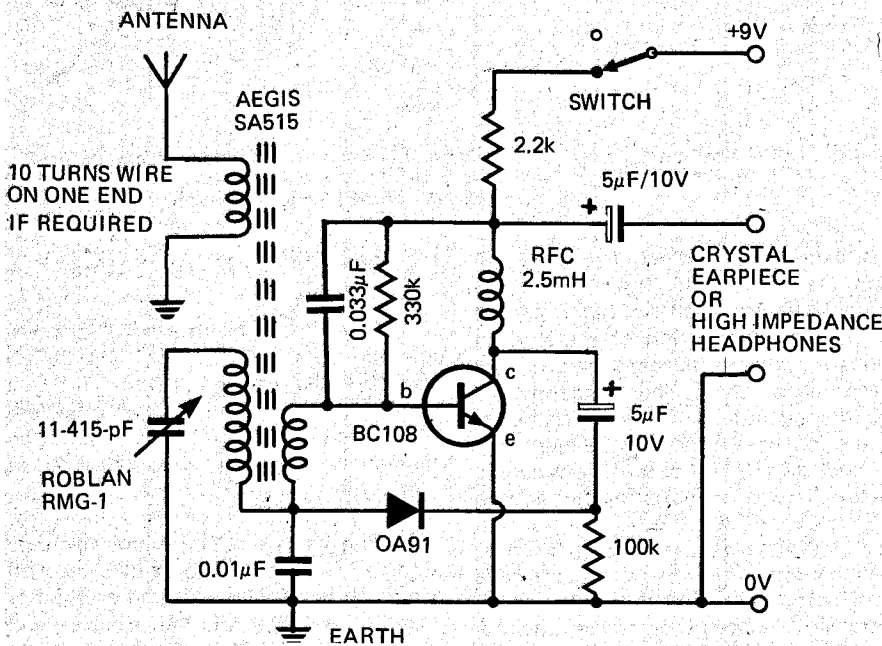 ANTENNA
+9V
SWITCH
AEGIS
SA515
2.2k
10 TURNS WIRE
ON ONE END
IF REQUIRED
5μF/10V
+
RFC
2.5mH
0.033μF
330k
CRYSTAL
EARPIECE
OR
HIGH IMPEDANCE
HEADPHONES
b
c
e
BC108
+
5μF
10V
11-415-pF
ROBLAN
RMG-1
OA91
0.01μF
100k
0V
EARTH